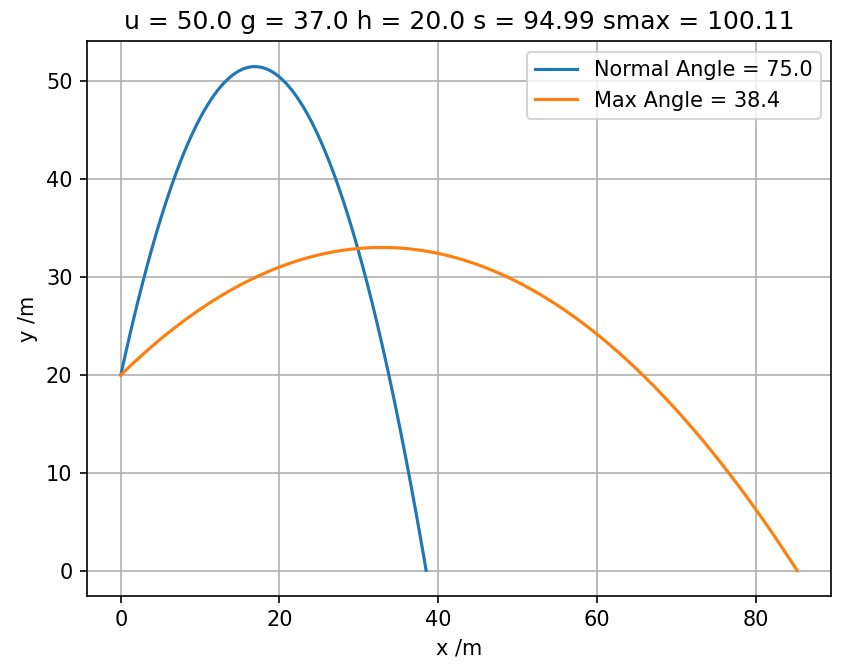 u = 50.0 g = 37.0 h = 20.0 s = 94.99 smax = 100.11
Normal Angle = 75.0
Max Angle = 38.4
y /m
50
40
30
20
10
0
0 20 40 60 80
x /m